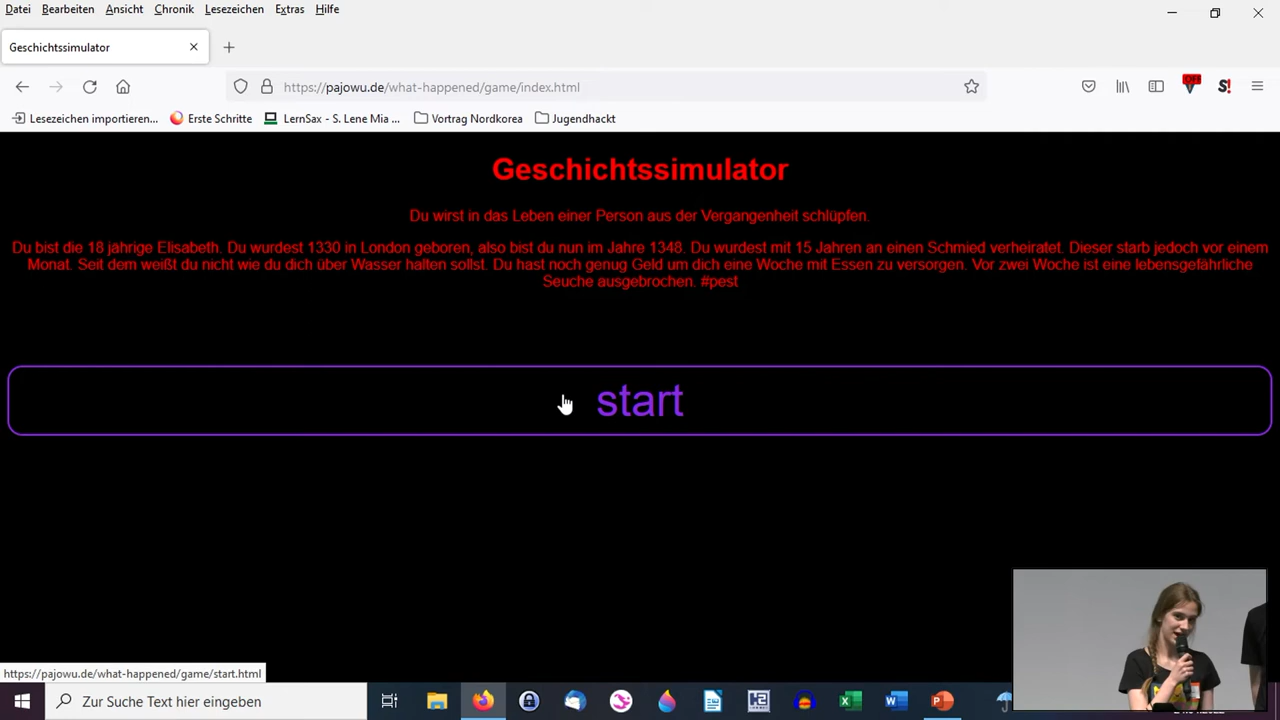 Datei Bearbeiten Ansicht Chronik Lesezeichen Extras Hilfe
Geschichtssimulator
https://pajowu.de/what-happened/game/index.html
OFF
S!
Lesezeichen importieren... Erste Schritte LernSax - S. Lene Mia ... Vortrag Nordkorea Jugendhackt
Geschichtssimulator
Du wirst in das Leben einer Person aus der Vergangenheit schlüpfen.
Du bist die 18 jährige Elisabeth. Du wurdest 1330 in London geboren, also bist du nun im Jahre 1348. Du wurdest mit 15 Jahren an einen Schmied verheiratet. Dieser starb jedoch vor einem
Monat. Seit dem weißt du nicht wie du dich über Wasser halten sollst. Du hast noch genug Geld um dich eine Woche mit Essen zu versorgen. Vor zwei Woche ist eine lebensgefährliche
Seuche ausgebrochen. #pest
start
https://pajowu.de/what-happened/game/start.html
Zur Suche Text hier eingeben